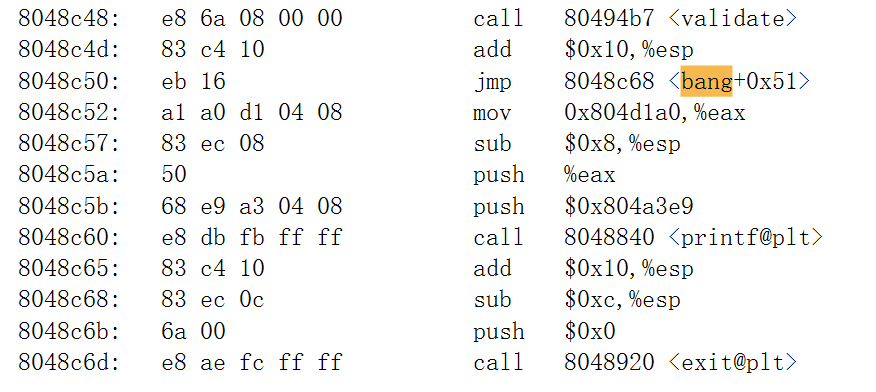 8048c48: e8 6a 08 00 00 call 80494b7 <validate>
8048c4d: 83 c4 10 add $0x10,%esp
8048c50: eb 16 jmp 8048c68 <bang+0x51>
8048c52: a1 a0 d1 04 08 mov 0x804d1a0,%eax
8048c57: 83 ec 08 sub $0x8,%esp
8048c5a: 50 push %eax
8048c5b: 68 e9 a3 04 08 push $0x804a3e9
8048c60: e8 db fb ff ff call 8048840 <printf@plt>
8048c65: 83 c4 10 add $0x10,%esp
8048c68: 83 ec 0c sub $0xc,%esp
8048c6b: 6a 00 push $0x0
8048c6d: e8 ae fc ff ff call 8048920 <exit@plt>